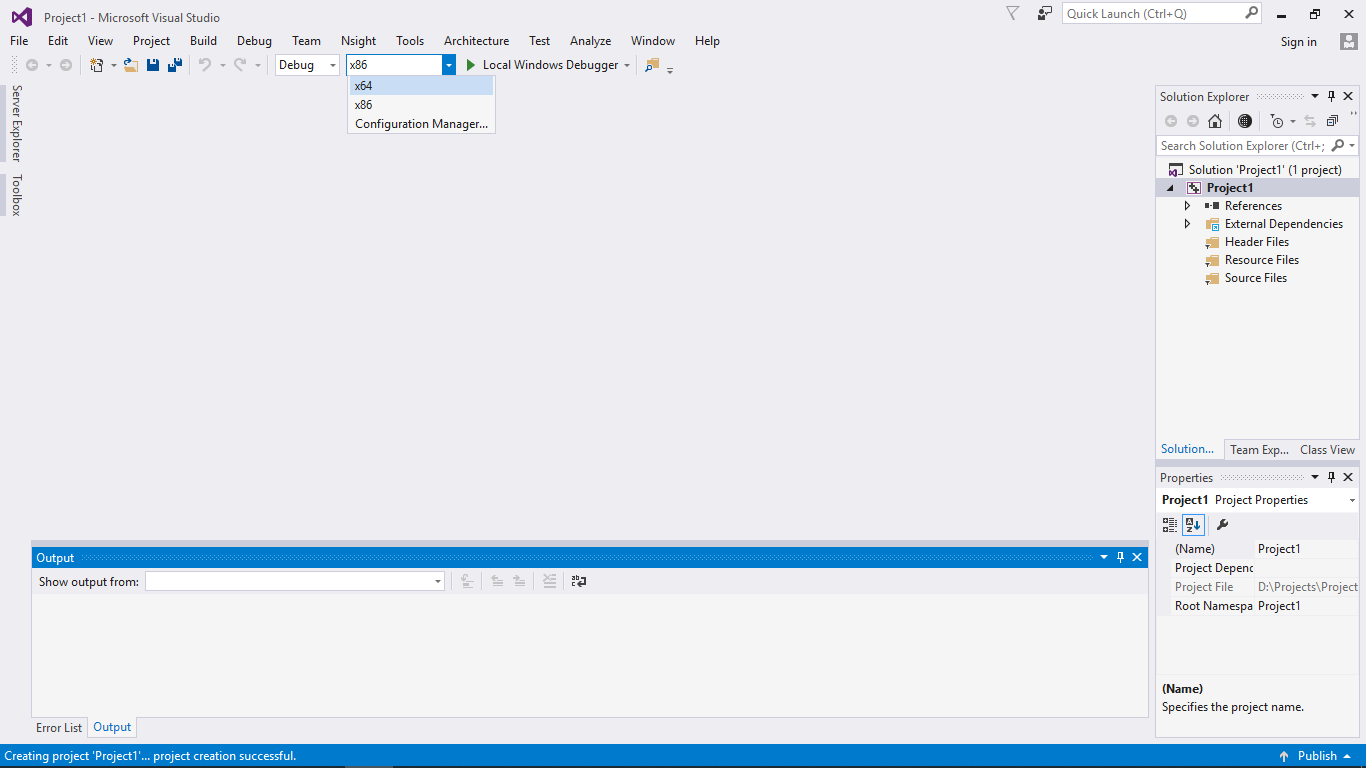 Project1 - Microsoft Visual Studio
Quick Launch (Ctrl+Q)
File Edit View Project Build Debug Team Nsight Tools Architecture Test Analyze Window Help
Sign in
Debug x86 Local Windows Debugger
x64
x86
Configuration Manager...
Server Explorer
Toolbox
Solution Explorer
Search Solution Explorer (Ctrl+;
Solution 'Project1' (1 project)
Project1
References
External Dependencies
Header Files
Resource Files
Source Files
Solution... Team Exp... Class View
Properties
Project1 Project Properties
(Name) Project1
Project Depenc
Project File D:\Projects\Project
Root Namespa Project1
(Name)
Specifies the project name.
Output
Show output from:
Error List Output
Creating project 'Project1'... project creation successful.
Publish